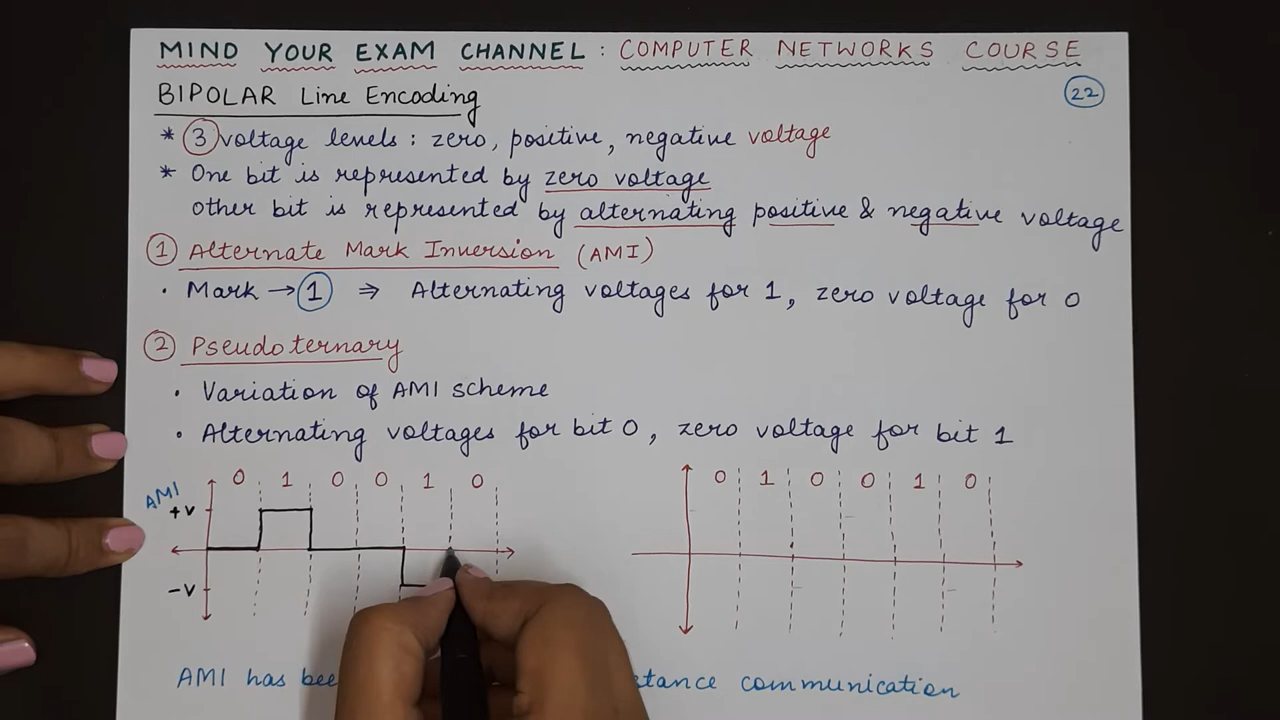 MIND YOUR EXAM CHANNEL : COMPUTER NETWORKS COURSE
BIPOLAR Line Encoding
22
* 3 voltage levels : zero, positive, negative voltage
* One bit is represented by zero voltage
other bit is represented by alternating positive & negative voltage
1 Alternate Mark Inversion (AMI)
· Mark → 1 ⇒ Alternating voltages for 1, zero voltage for 0
2 Pseudoternary
· Variation of AMI scheme
· Alternating voltages for bit 0, zero voltage for bit 1
AMI
0 1 0 0 1 0
+V
-V
0 1 0 0 1 0
AMI has communication